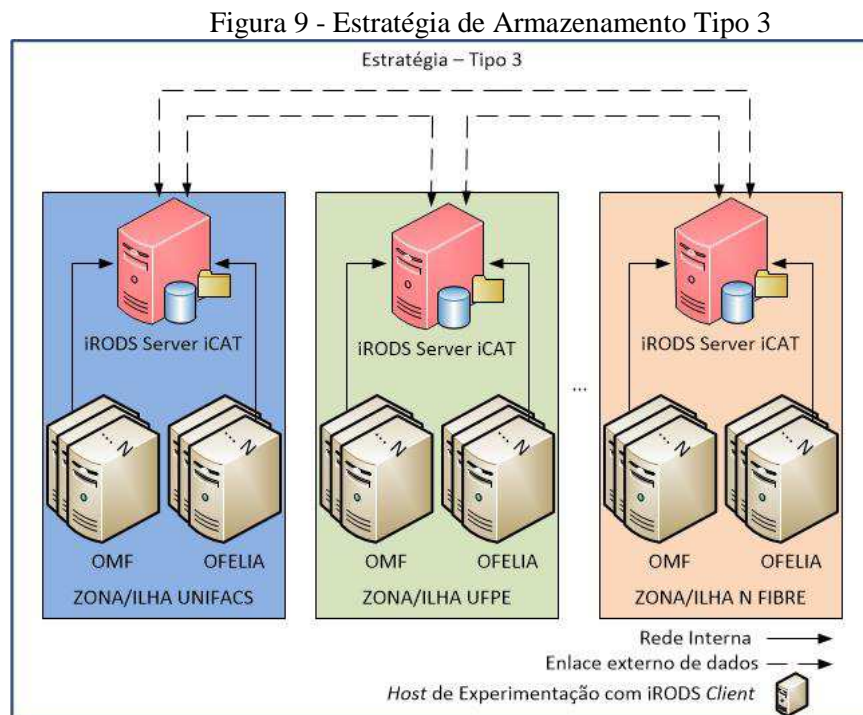 Figura 9 - Estratégia de Armazenamento Tipo 3
Estratégia – Tipo 3
iRODS Server iCAT
iRODS Server iCAT
iRODS Server iCAT
...
... N
... N
... N
... N
... N
... N
OMF
OFELIA
OMF
OFELIA
OMF
OFELIA
ZONA/ILHA UNIFACS
ZONA/ILHA UFPE
ZONA/ILHA N FIBRE
Rede Interna
Enlace externo de dados
Host de Experimentação com iRODS Client